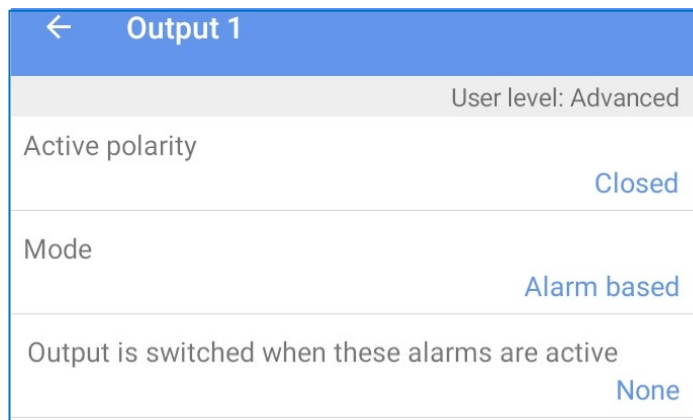 Output 1
User level: Advanced
Active polarity
Closed
Mode
Alarm based
Output is switched when these alarms are active
None